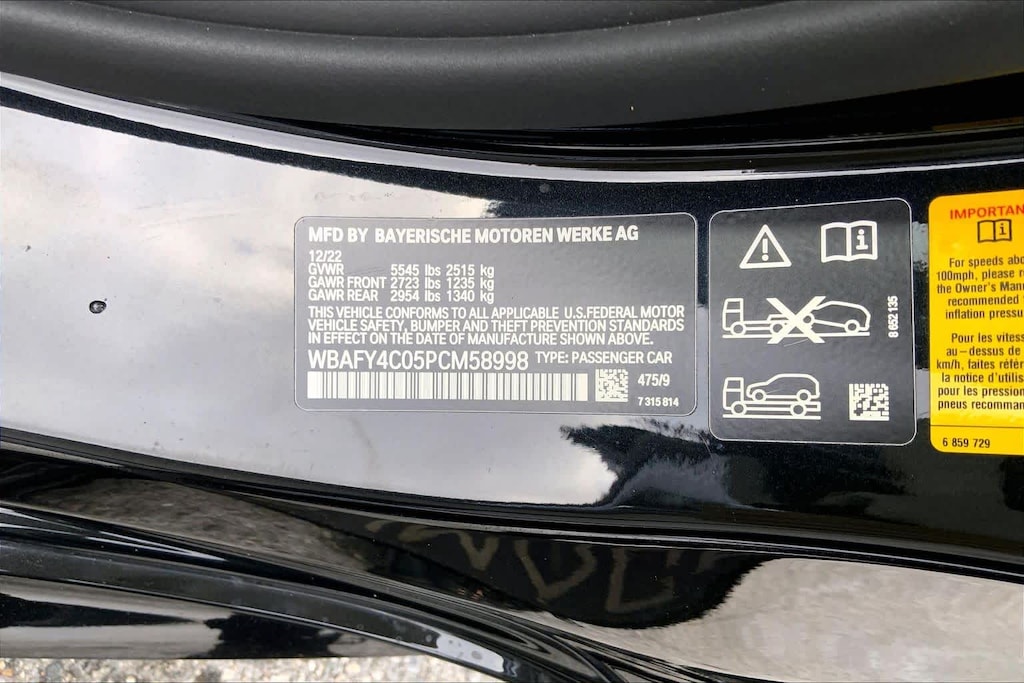 MFD BY BAYERISCHE MOTOREN WERKE AG
12/22
GVWR 5545 lbs 2515 kg
GAWR FRONT 2723 lbs 1235 kg
GAWR REAR 2954 lbs 1340 kg
THIS VEHICLE CONFORMS TO ALL APPLICABLE U.S.FEDERAL MOTOR
VEHICLE SAFETY, BUMPER AND THEFT PREVENTION STANDARDS
IN EFFECT ON THE DATE OF MANUFACTURE SHOWN ABOVE.
WBAFY4C05PCM58998 TYPE: PASSENGER CAR
475/9
7 315 814
8 652 135
IMPORTAN
For speeds abo
100mph, please r
the Owner's Manu
recommended
inflation pressu
Pour les vitess
au-dessus de
km/h, faites référ
la notice d'utilis
pour les pression
pneus recomman
6 859 729